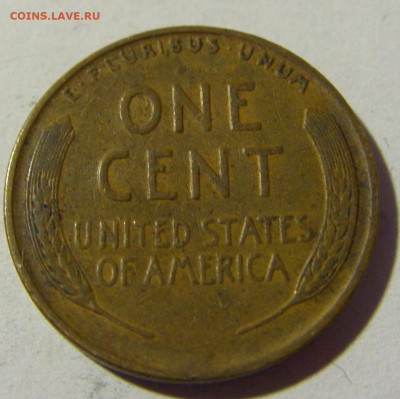 COINS.LAVE.RU
E·PLURIBUS·UNUM
ONE
CENT
UNITED STATES
OF AMERICA